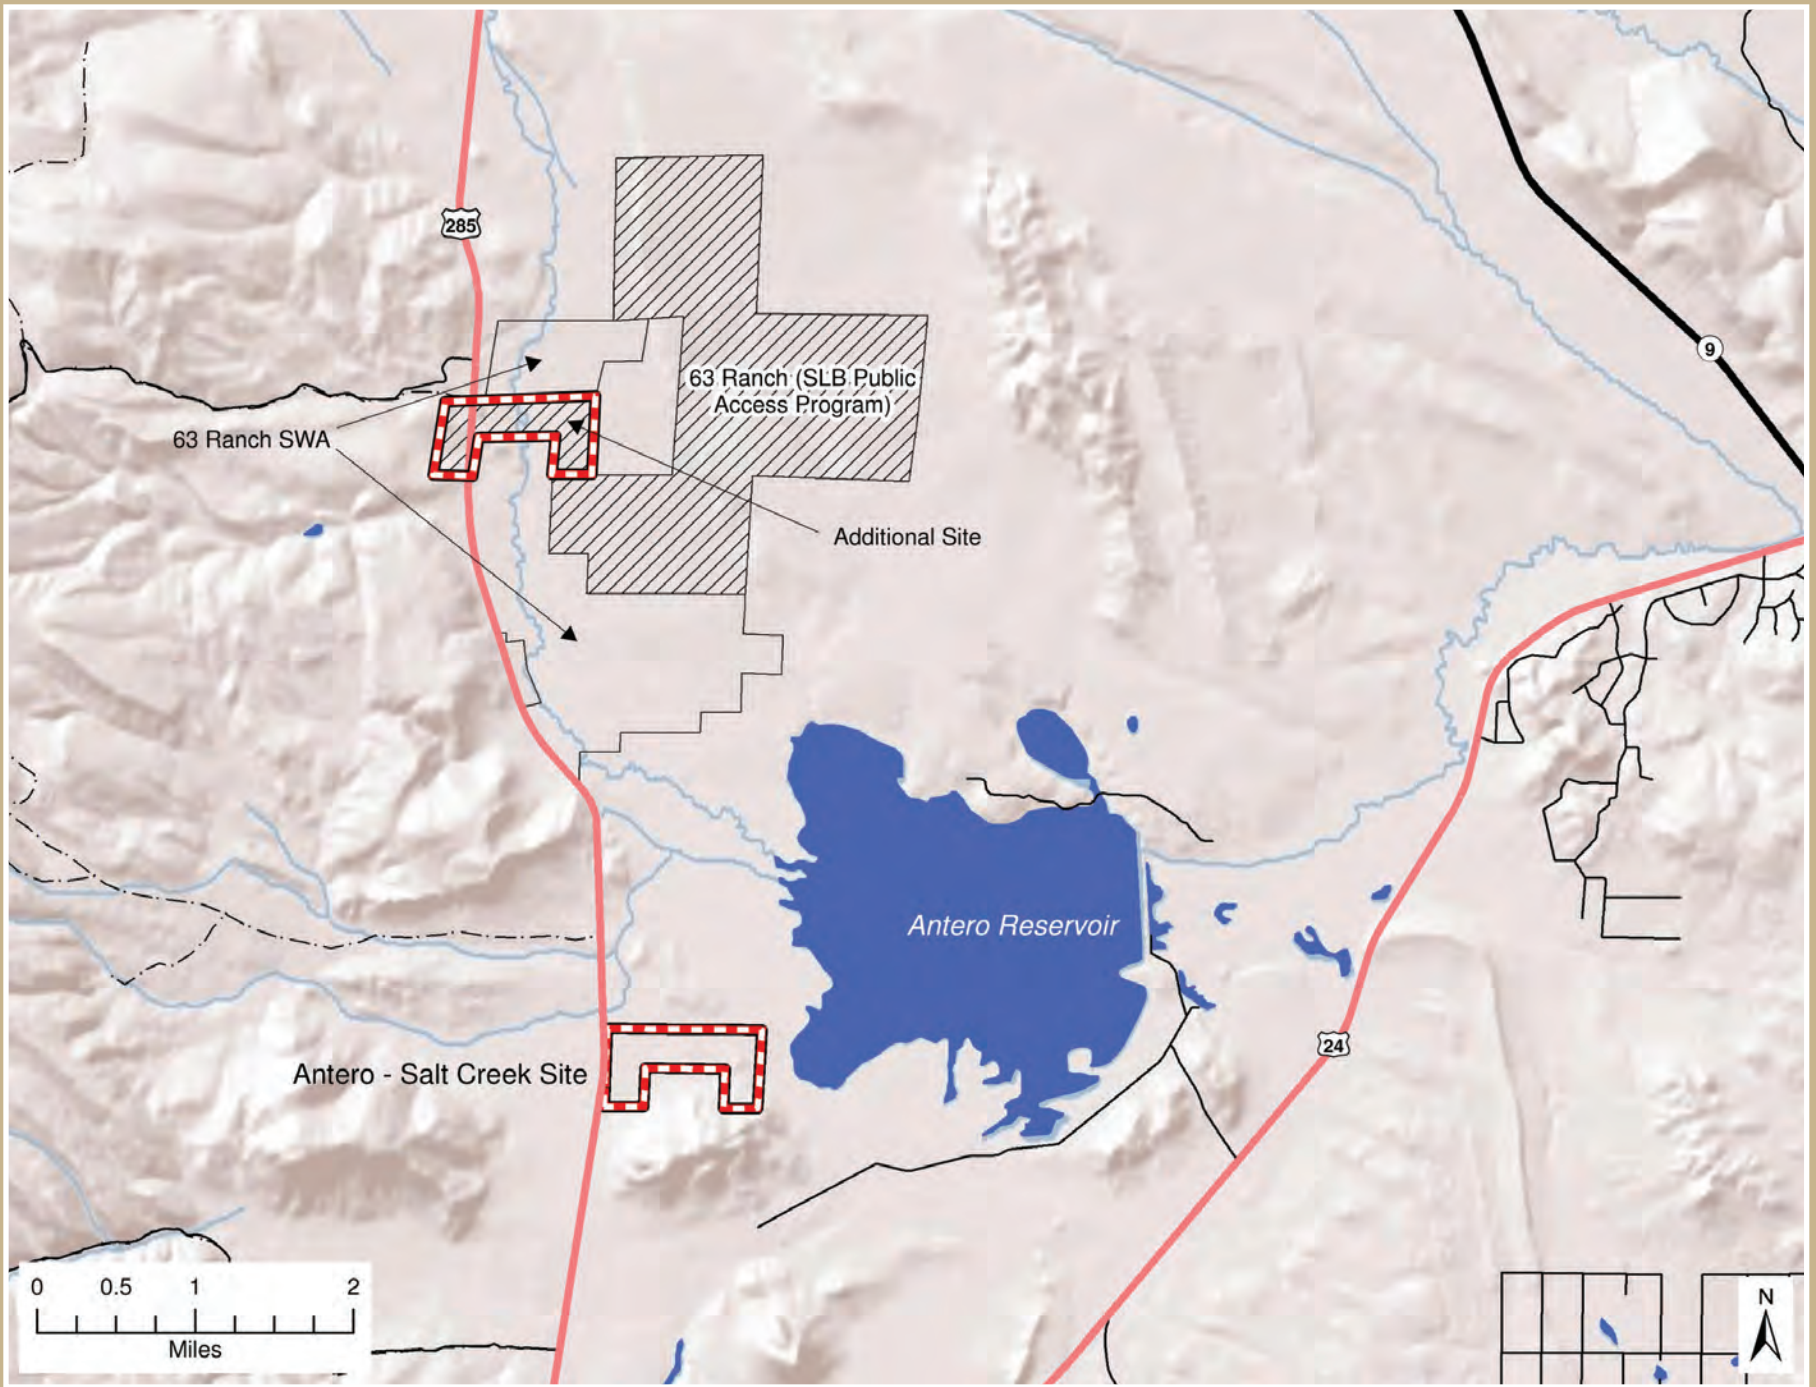 285
9
63 Ranch (SLB Public
Access Program)
63 Ranch SWA
Additional Site
Antero Reservoir
24
Antero - Salt Creek Site
0 0.5 1 2
Miles
N